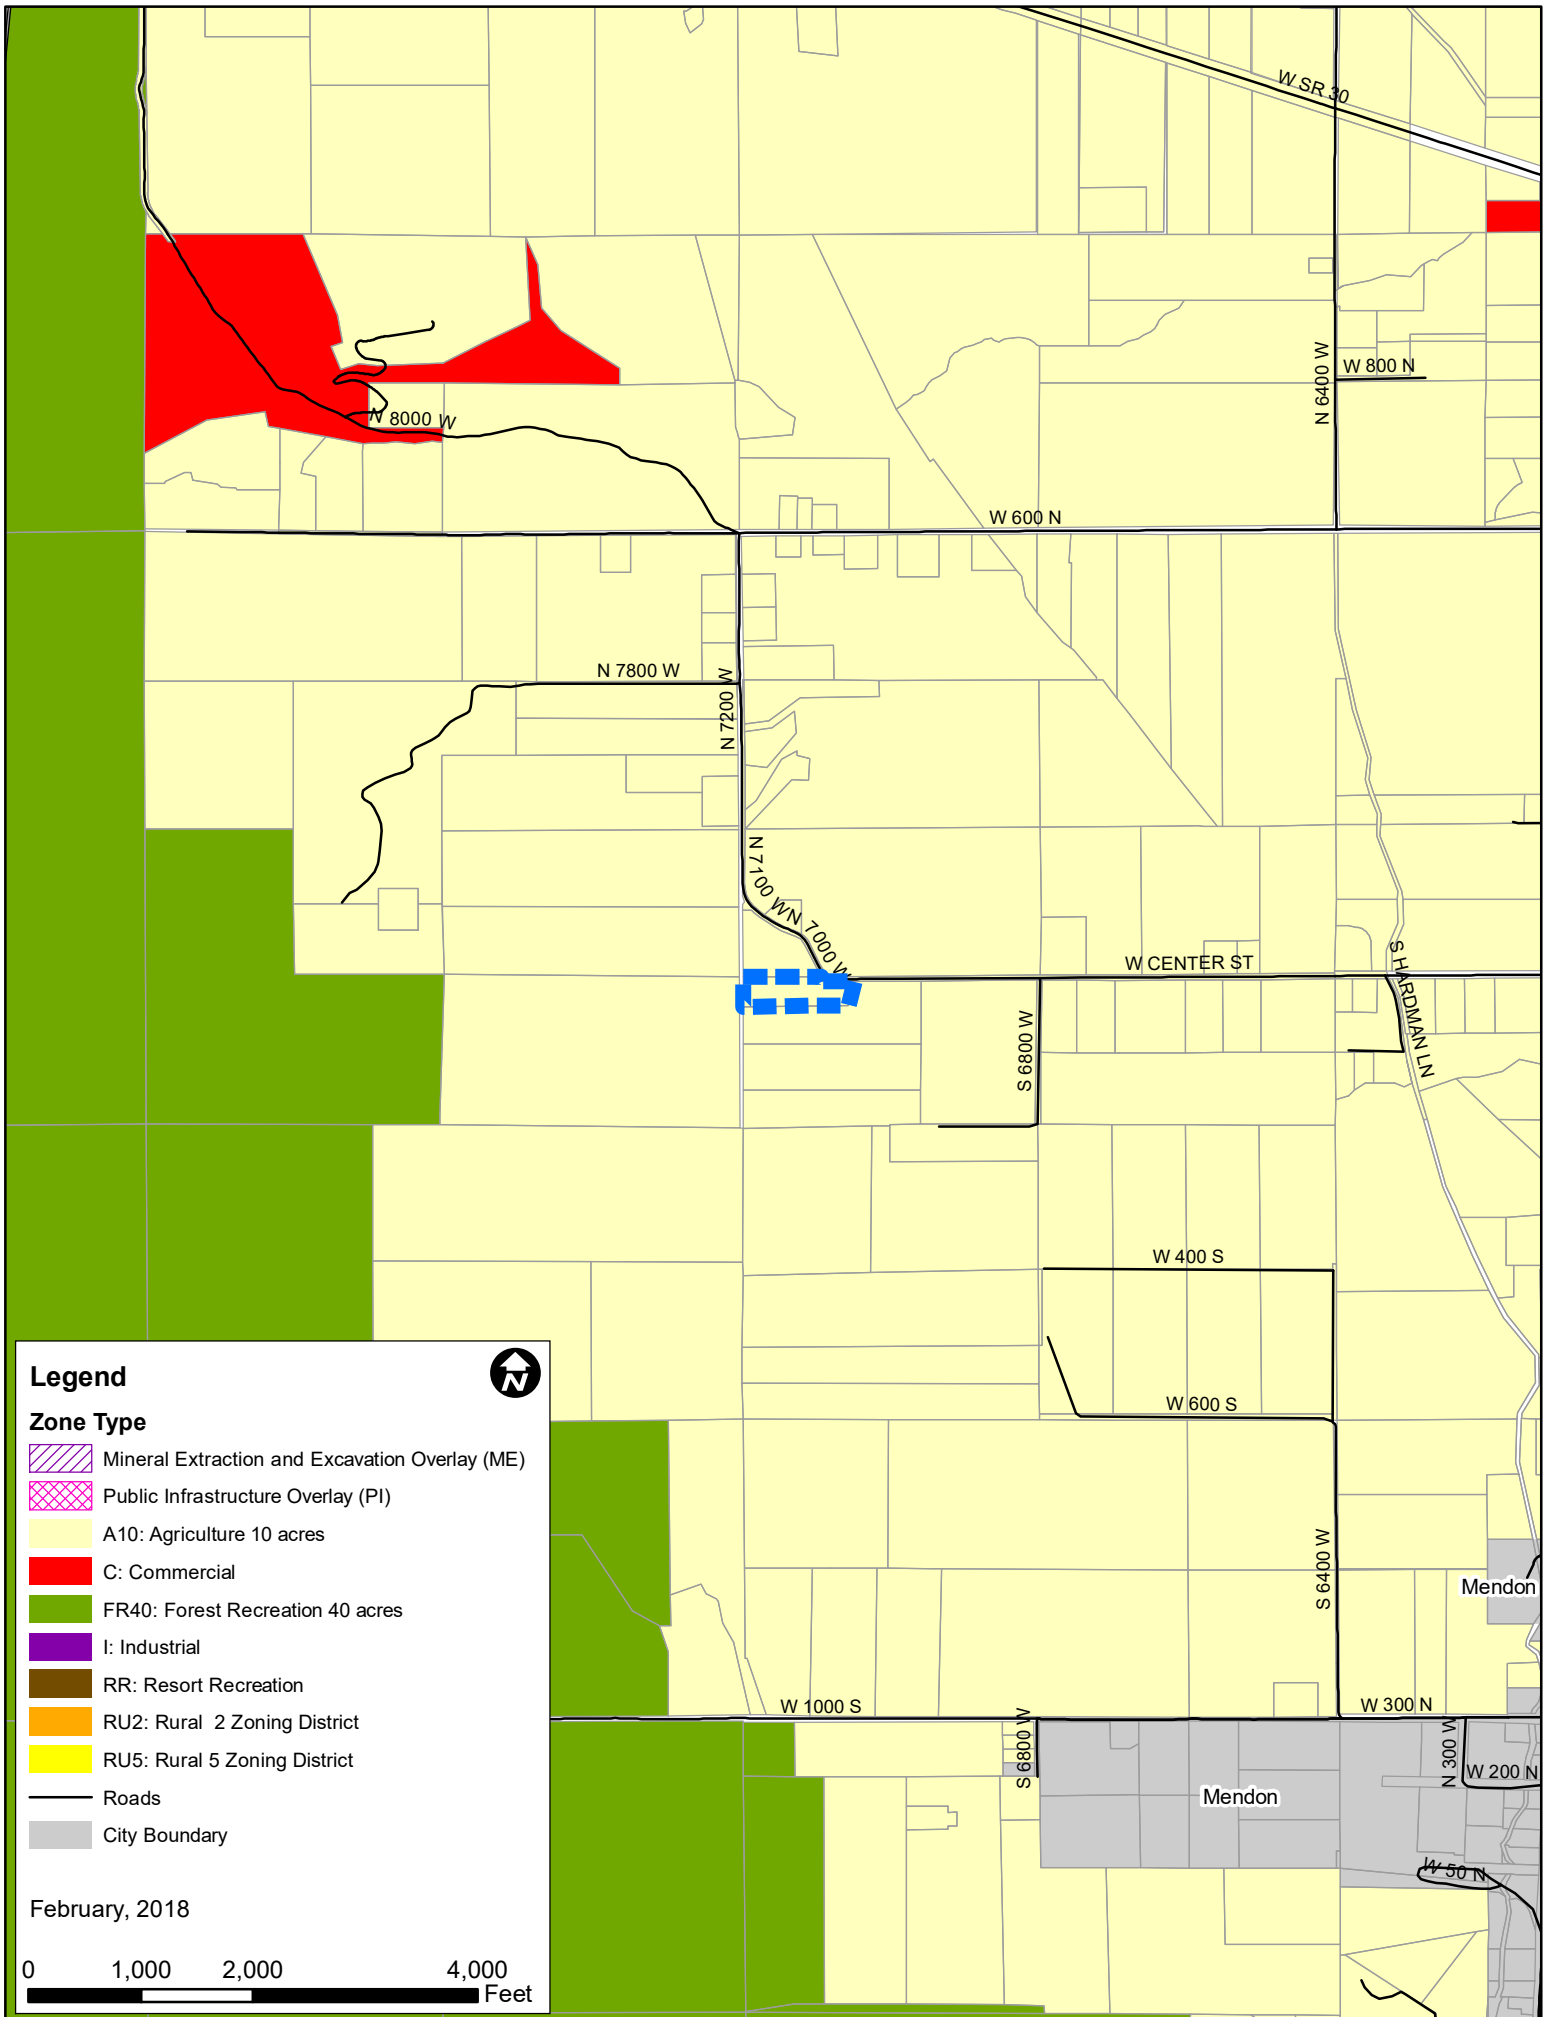 W SR 30
N 6400 W
W 800 N
N 8000 W
W 600 N
N 7800 W
N 7200 W
N 7100 W
N 7000 W
W CENTER ST
S HARDMAN LN
S 6800 W
W 400 S
W 600 S
S 6400 W
Mendon
W 1000 S
W 300 N
S 6800 W
N 300 W
W 200 N
Mendon
W 50 N
Legend
N
Zone Type
Mineral Extraction and Excavation Overlay (ME)
Public Infrastructure Overlay (PI)
A10: Agriculture 10 acres
C: Commercial
FR40: Forest Recreation 40 acres
I: Industrial
RR: Resort Recreation
RU2: Rural 2 Zoning District
RU5: Rural 5 Zoning District
Roads
City Boundary
February, 2018
0 1,000 2,000 4,000
Feet